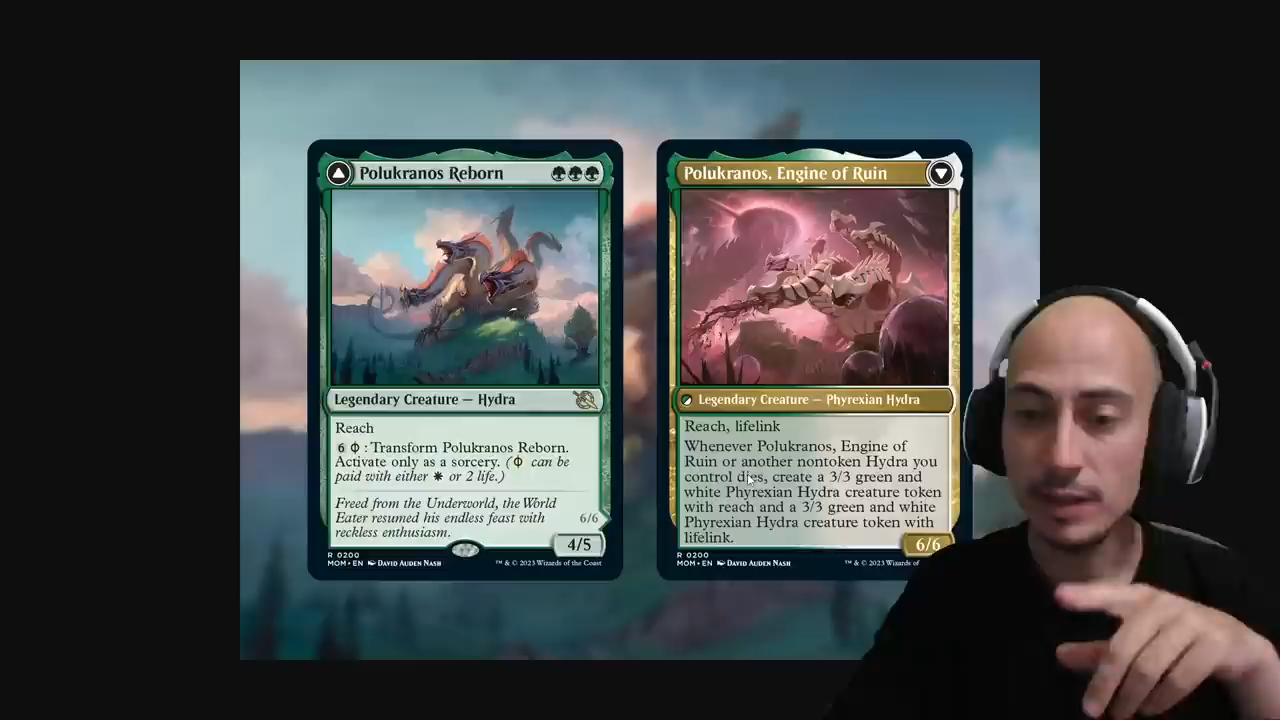 Polukranos Reborn
Legendary Creature — Hydra
Reach
6 : Transform Polukranos Reborn.
Activate only as a sorcery. ( can be
paid with either or 2 life.)
Freed from the Underworld, the World
Eater resumed his endless feast with
reckless enthusiasm.
6/6
4/5
R 0200
MOM • EN DAVID AUDEN NASH
™ & © 2023 Wizards of the Coast
Polukranos, Engine of Ruin
Legendary Creature — Phyrexian Hydra
Reach, lifelink
Whenever Polukranos, Engine of
Ruin or another nontoken Hydra you
control dies, create a 3/3 green and
white Phyrexian Hydra creature token
with reach and a 3/3 green and white
Phyrexian Hydra creature token with
lifelink.
6/6
R 0200
MOM • EN DAVID AUDEN NASH
™ & © 2023 Wizards of